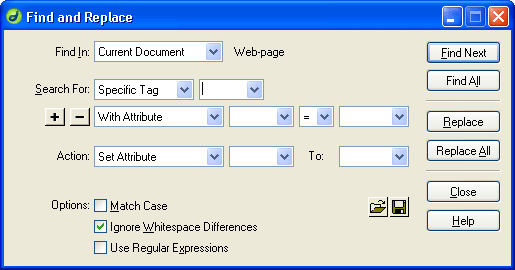 Find and Replace
Find In: Current Document Web-page Find Next
Find All
Search For: Specific Tag
+ - With Attribute = Replace
Action: Set Attribute To: Replace All
Close
Options: Match Case
Ignore Whitespace Differences Help
Use Regular Expressions